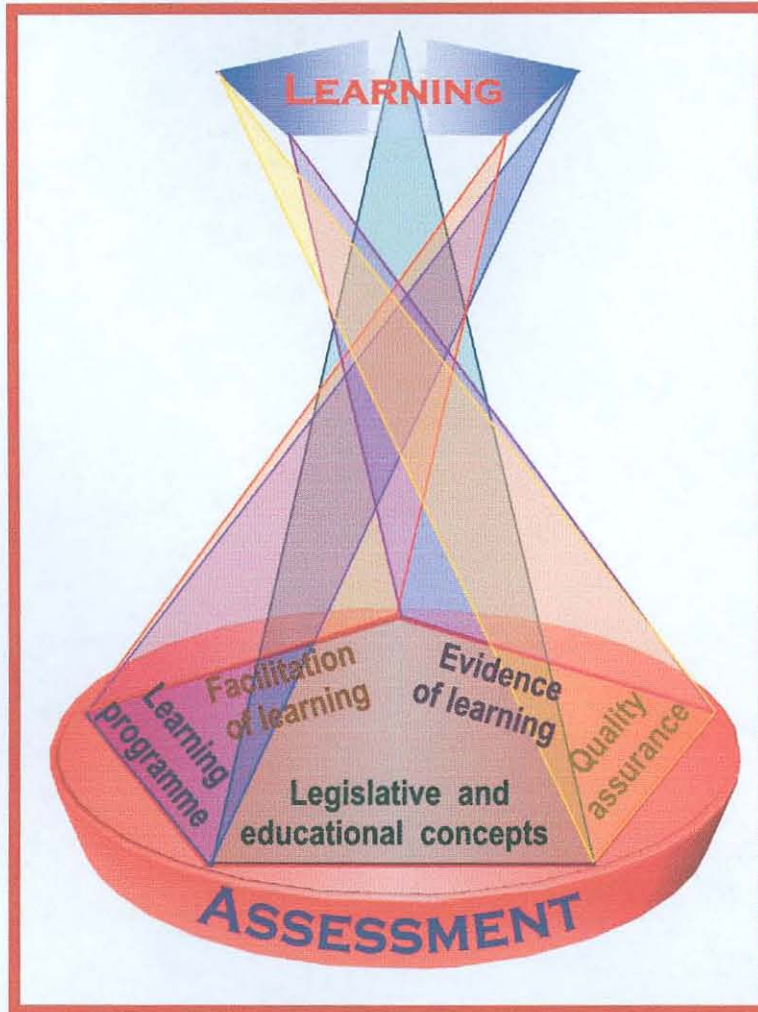 LEARNING
Learning
programme
Facilitation
of learning
Evidence
of learning
Quality
assurance
Legislative and
educational concepts
ASSESSMENT